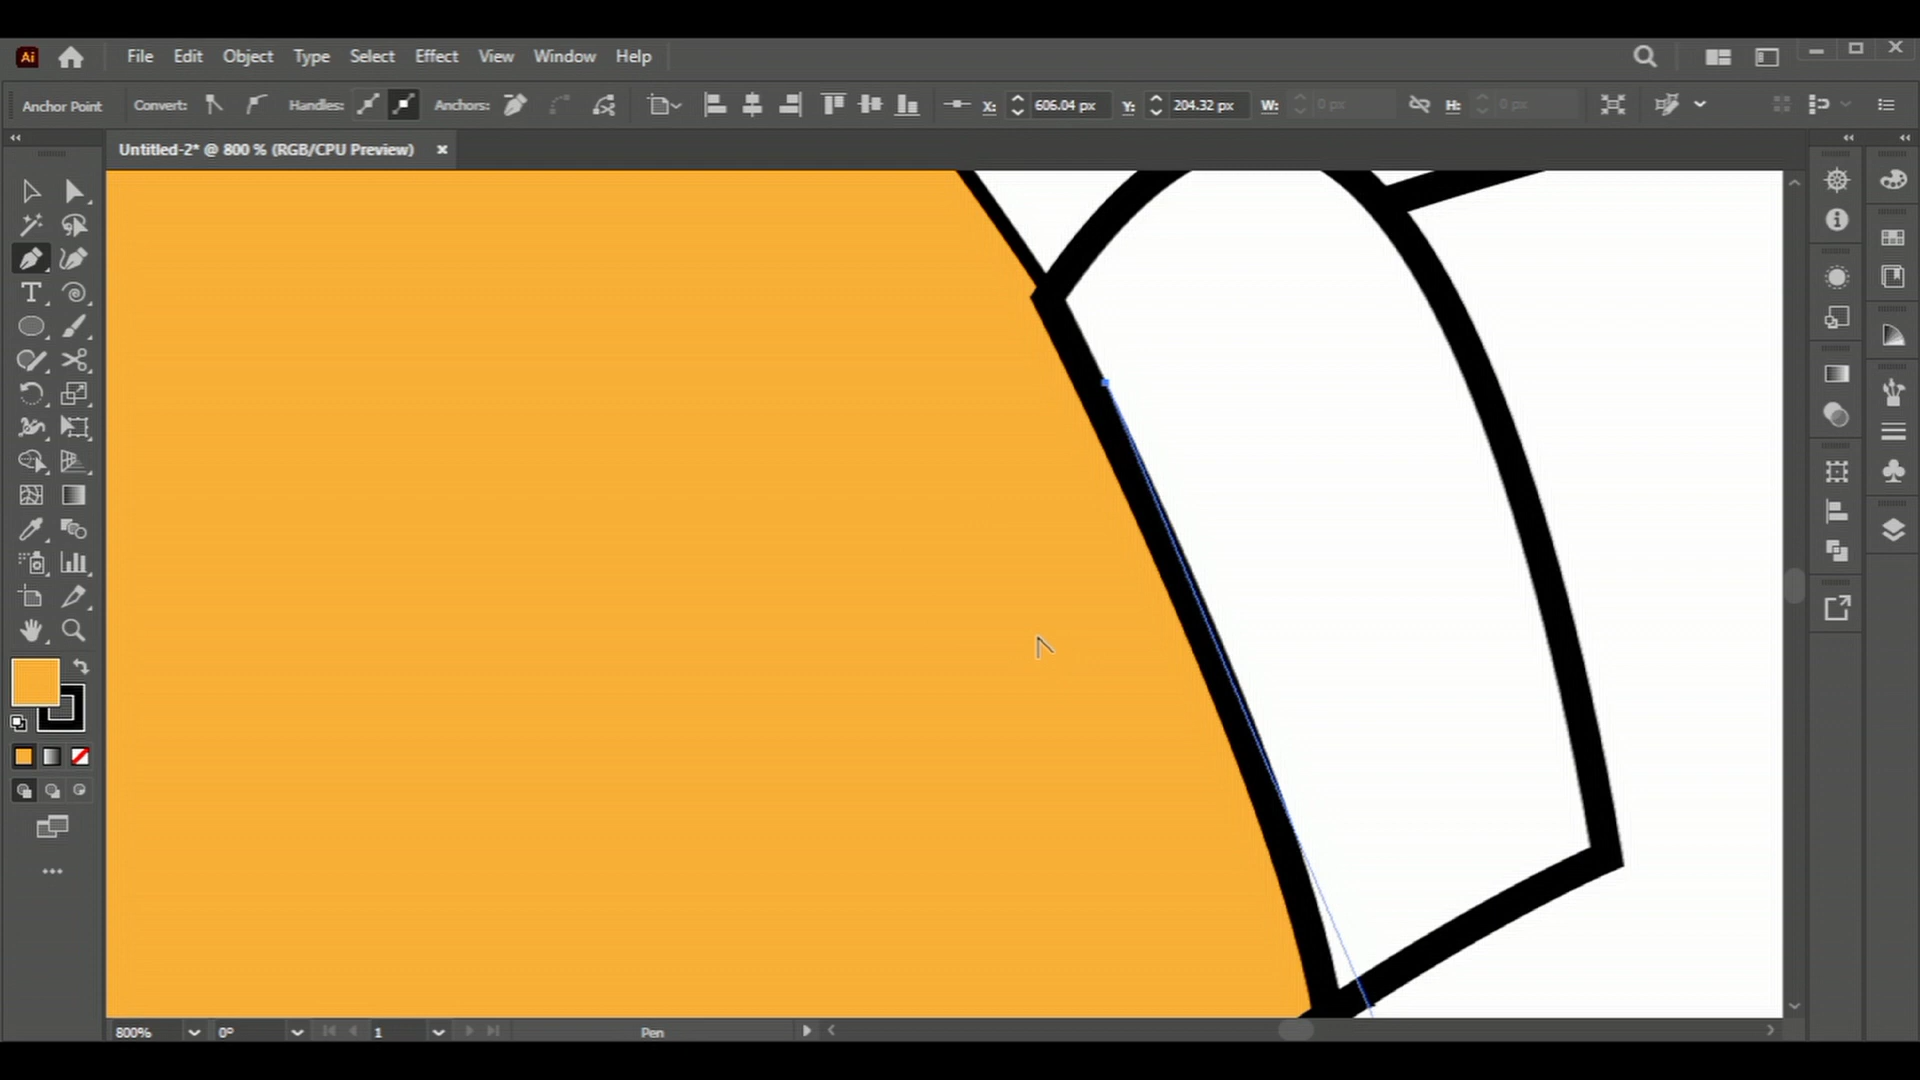 Ai File Edit Object Type Select Effect View Window Help
Anchor Point Convert: Handles: Anchors: X: 606.04 px Y: 204.32 px W: 0 px H: 0 px
Untitled-2* @ 800 % (RGB/CPU Preview) ×
T
800% 0° 1 Pen